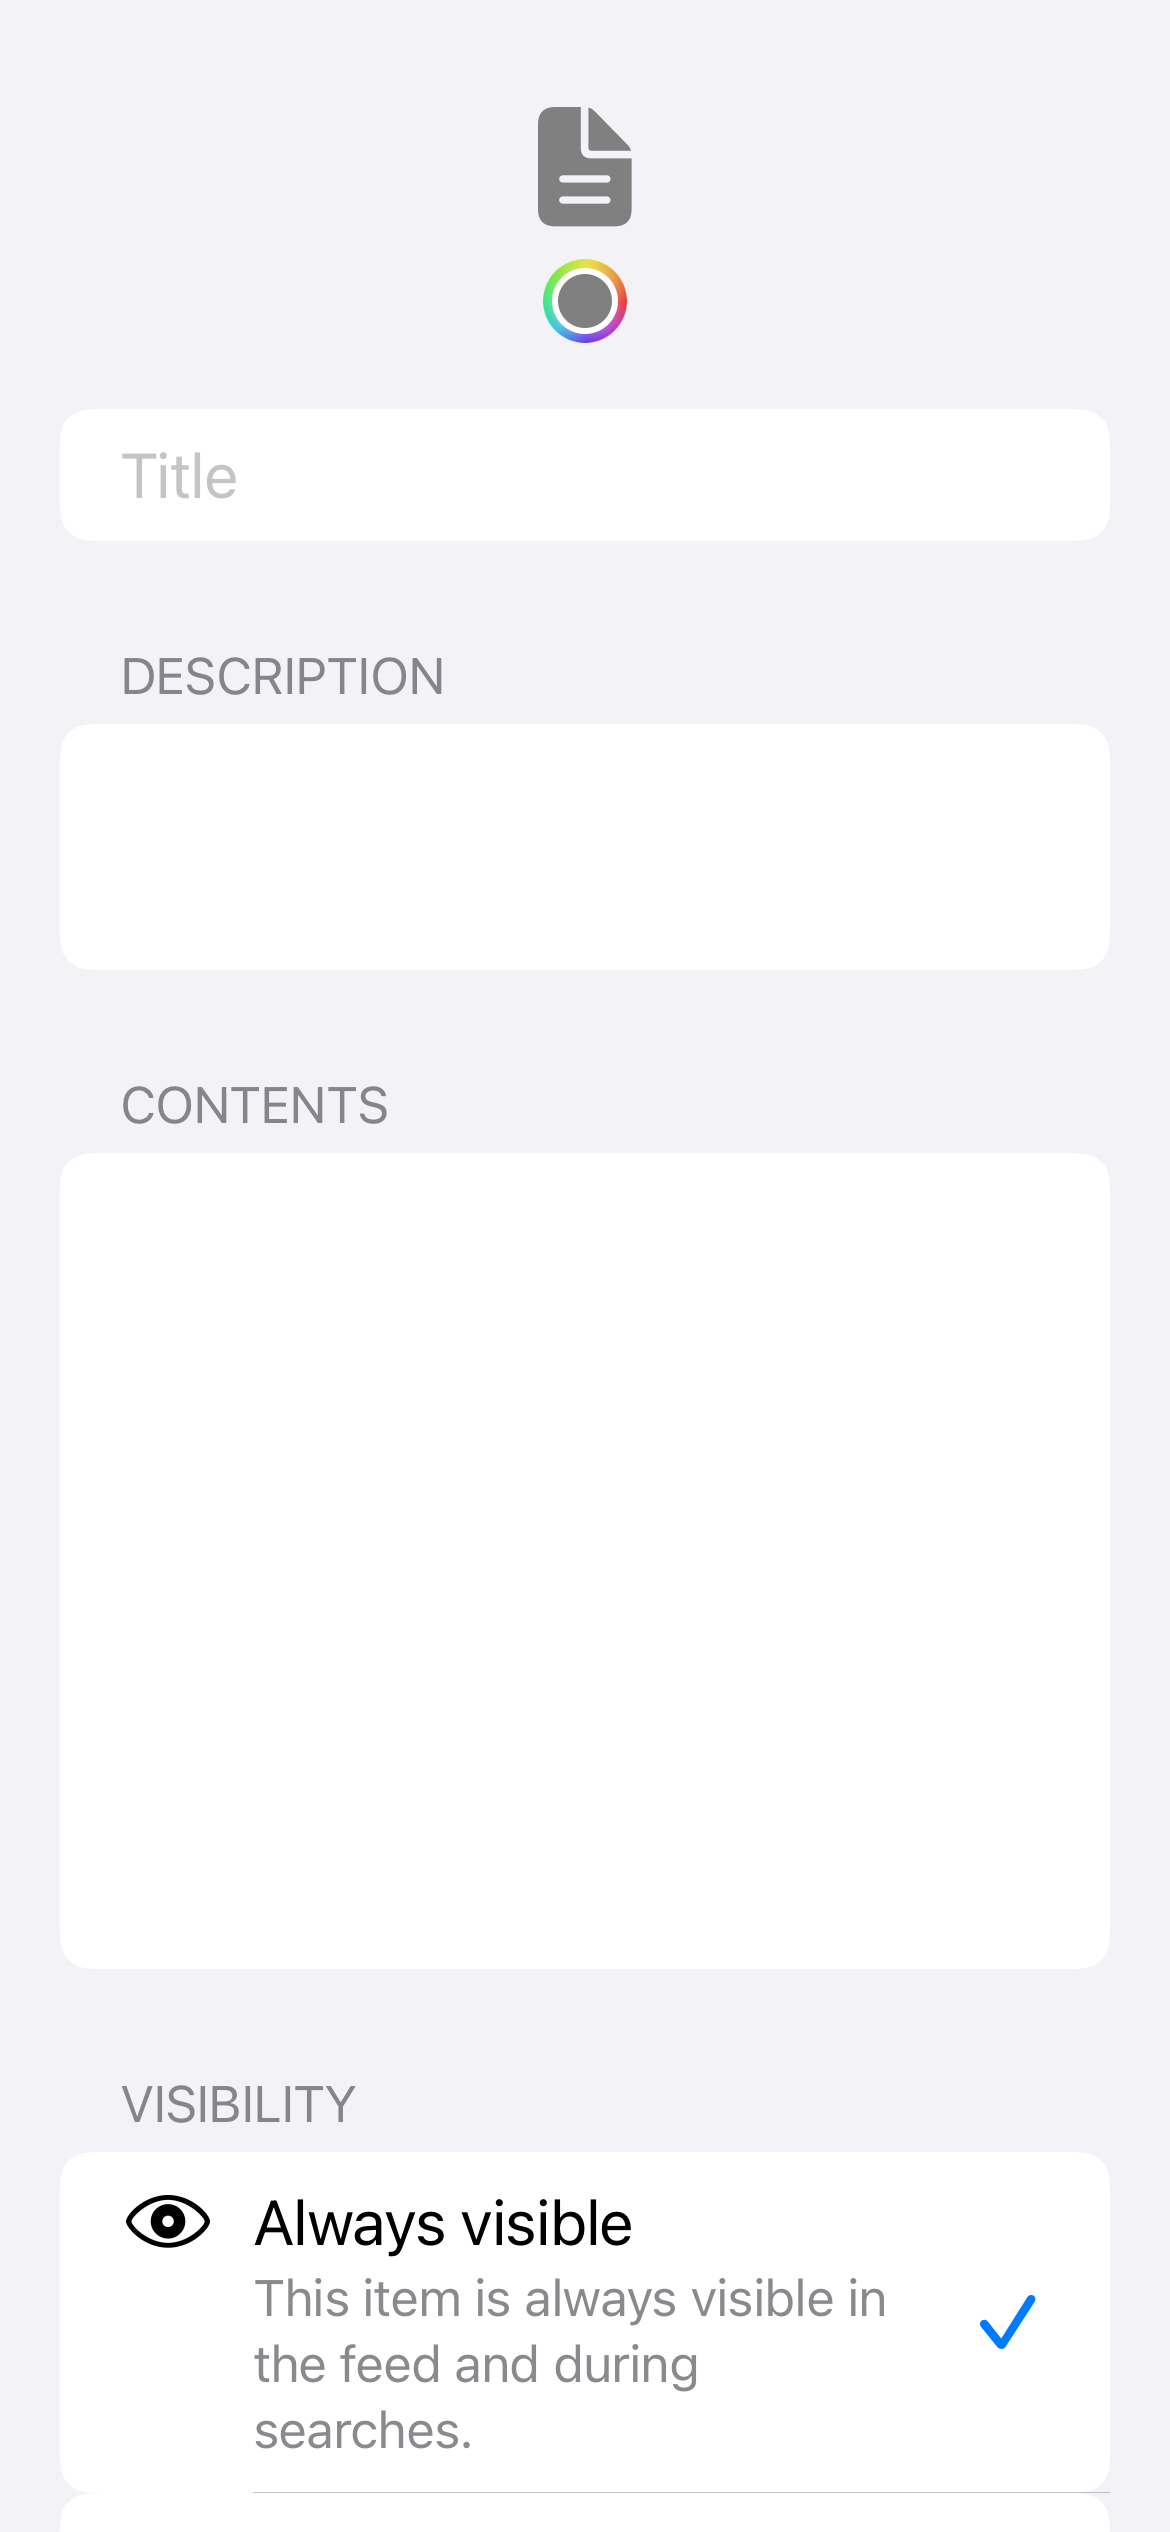 Title
DESCRIPTION
CONTENTS
VISIBILITY
Always visible
This item is always visible in
the feed and during
searches.